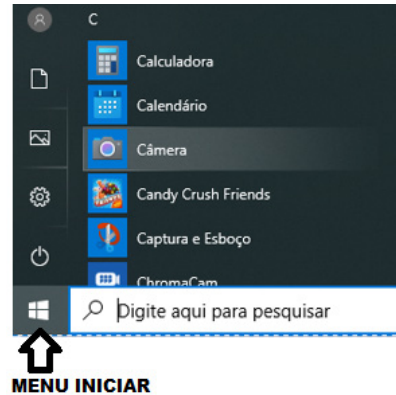 C
Calculadora
Calendário
Câmera
Candy Crush Friends
Captura e Esboço
ChromaCam
Digite aqui para pesquisar
MENU INICIAR